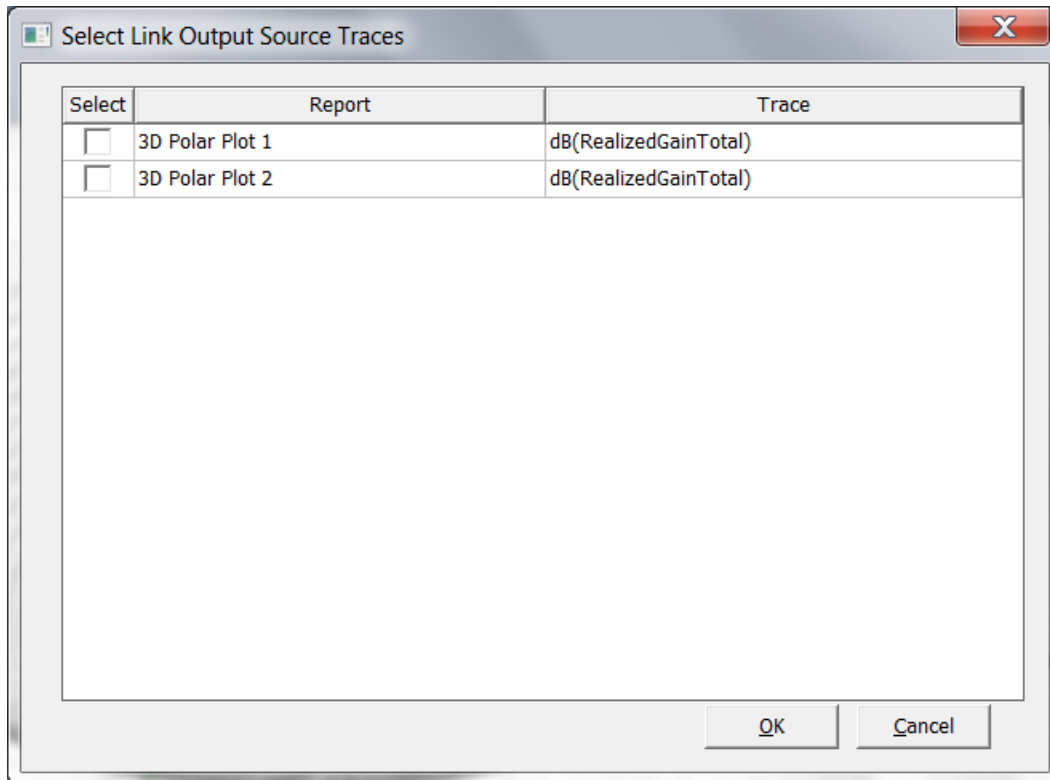 Select Link Output Source Traces
Select Report Trace
3D Polar Plot 1 dB(RealizedGainTotal)
3D Polar Plot 2 dB(RealizedGainTotal)
OK Cancel